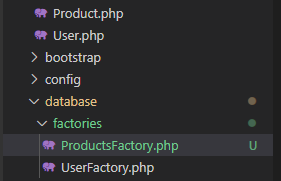 Product.php
User.php
bootstrap
config
database
factories
ProductsFactory.php U
UserFactory.php